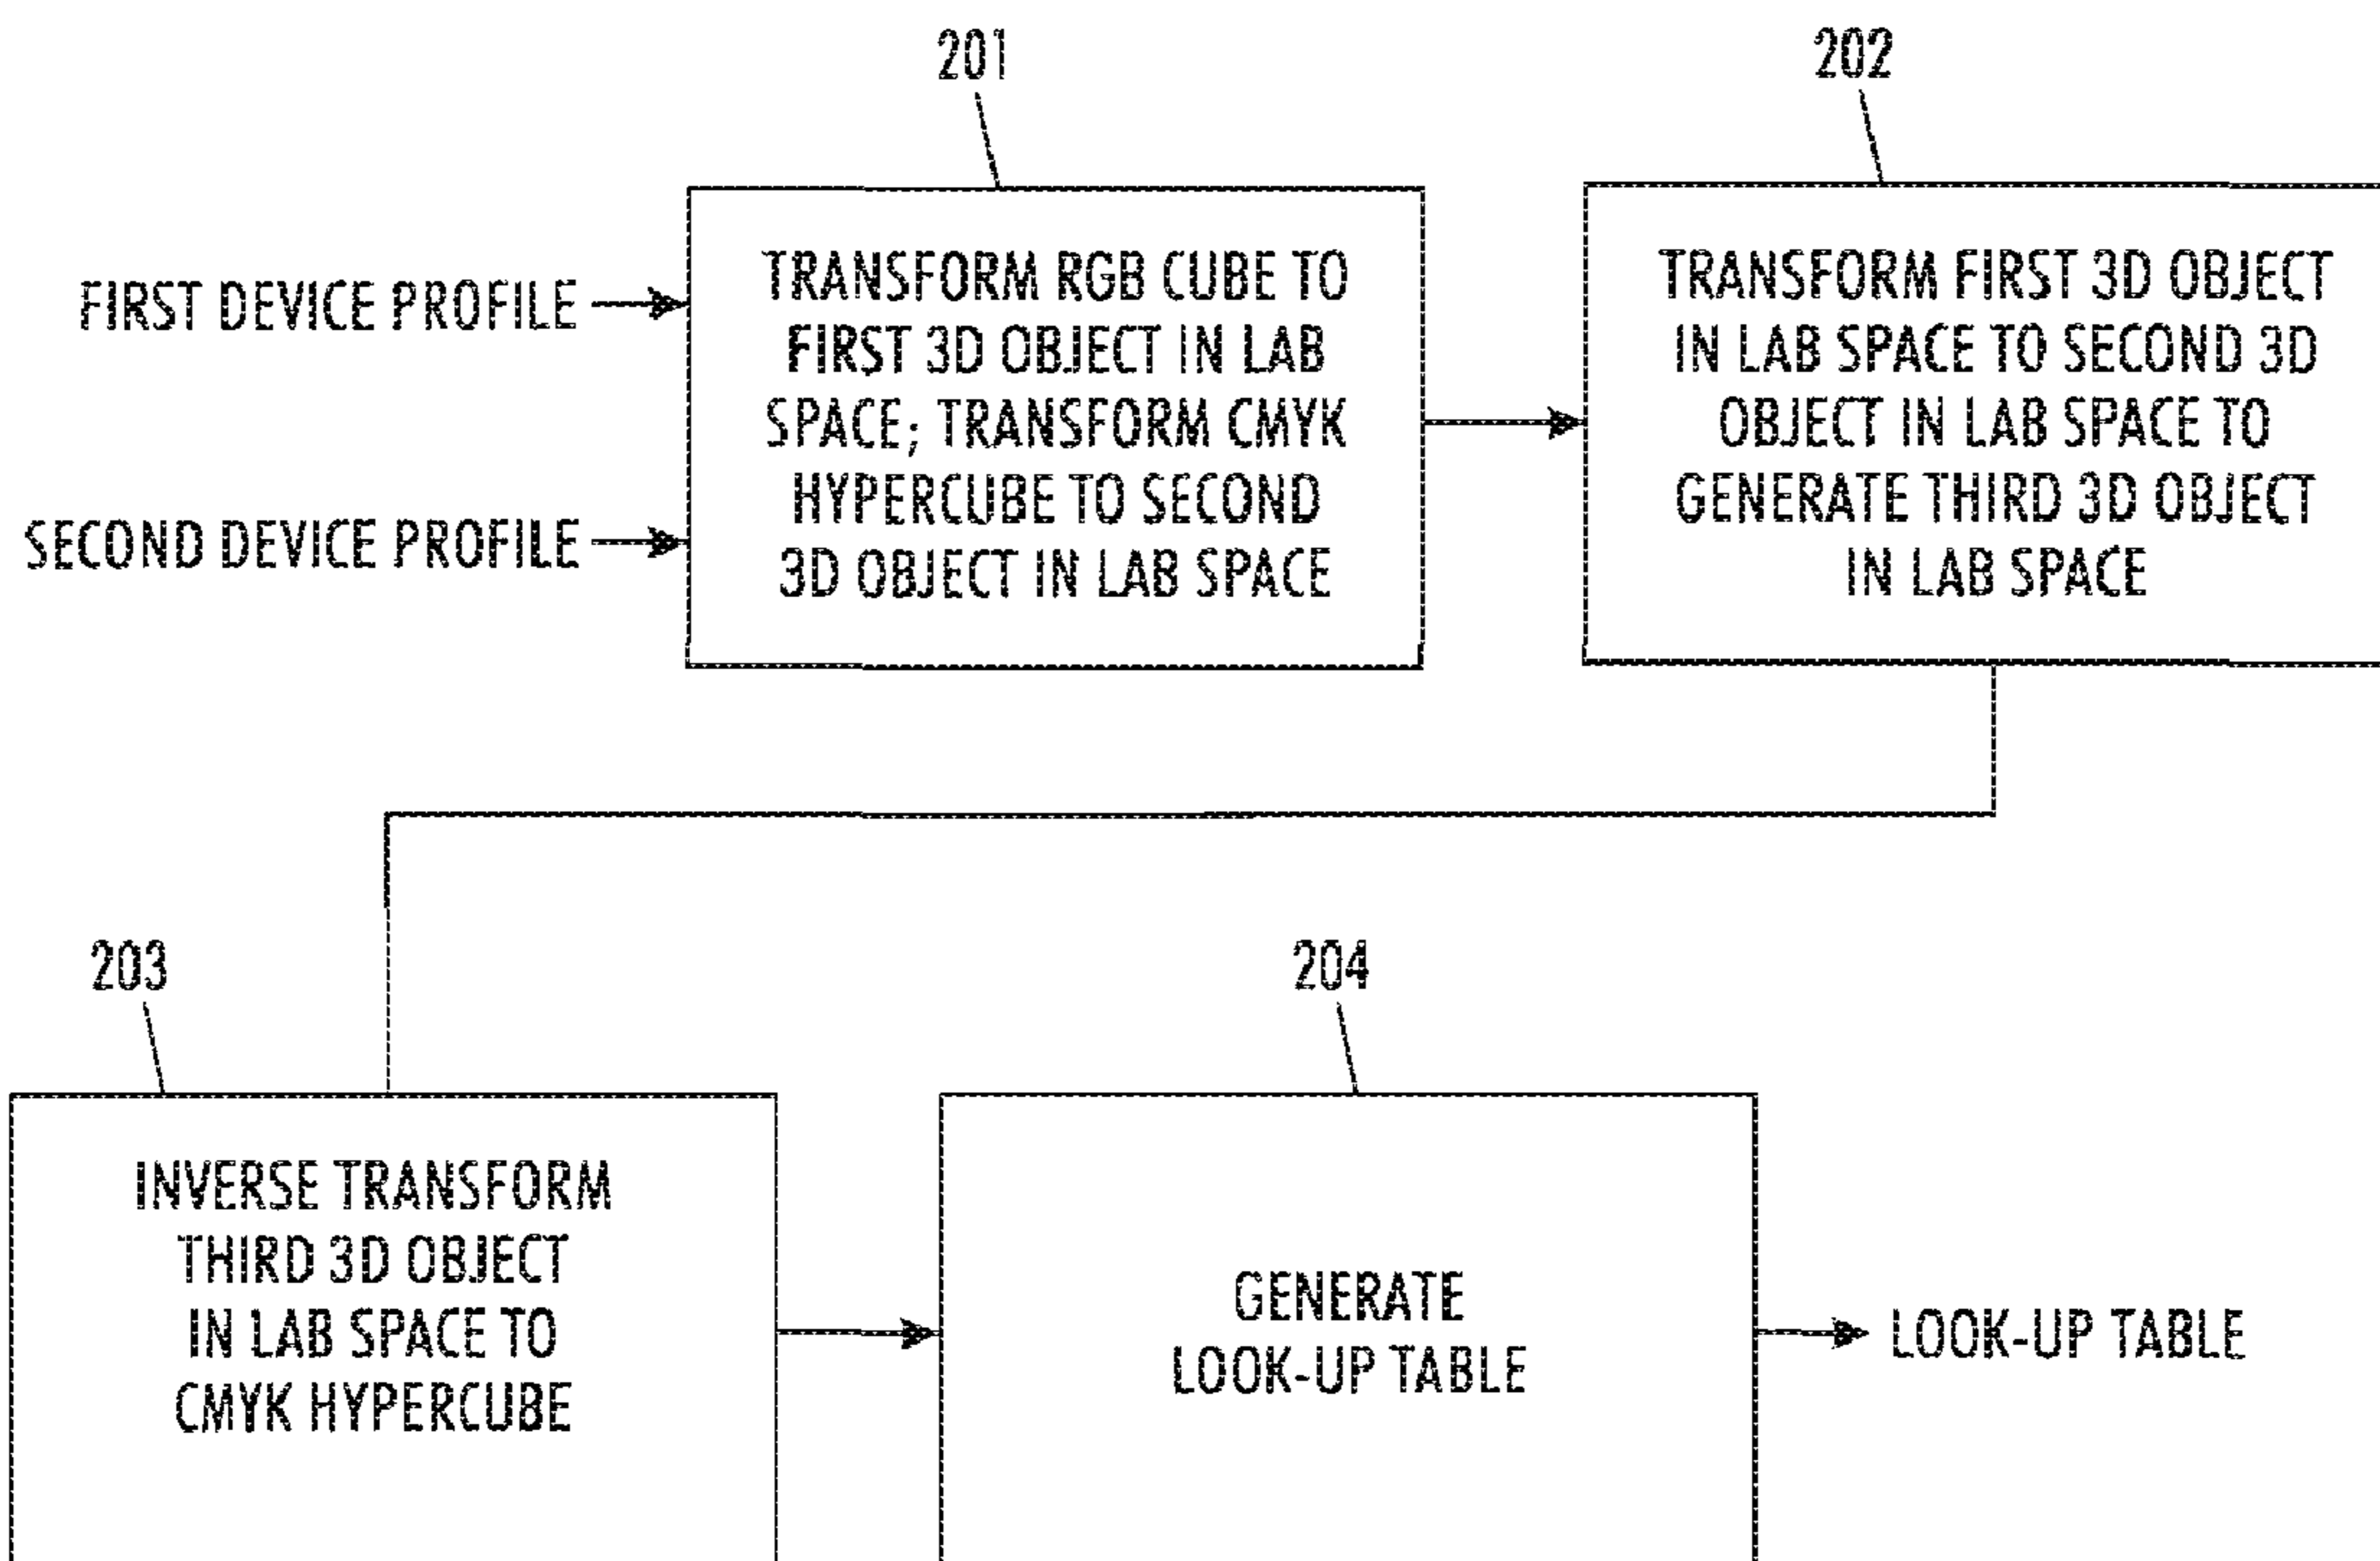 201
202
FIRST DEVICE PROFILE
SECOND DEVICE PROFILE
TRANSFORM RGB CUBE TO
FIRST 3D OBJECT IN LAB
SPACE; TRANSFORM CMYK
HYPERCUBE TO SECOND
3D OBJECT IN LAB SPACE
TRANSFORM FIRST 3D OBJECT
IN LAB SPACE TO SECOND 3D
OBJECT IN LAB SPACE TO
GENERATE THIRD 3D OBJECT
IN LAB SPACE
203
204
INVERSE TRANSFORM
THIRD 3D OBJECT
IN LAB SPACE TO
CMYK HYPERCUBE
GENERATE
LOOK-UP TABLE
LOOK-UP TABLE